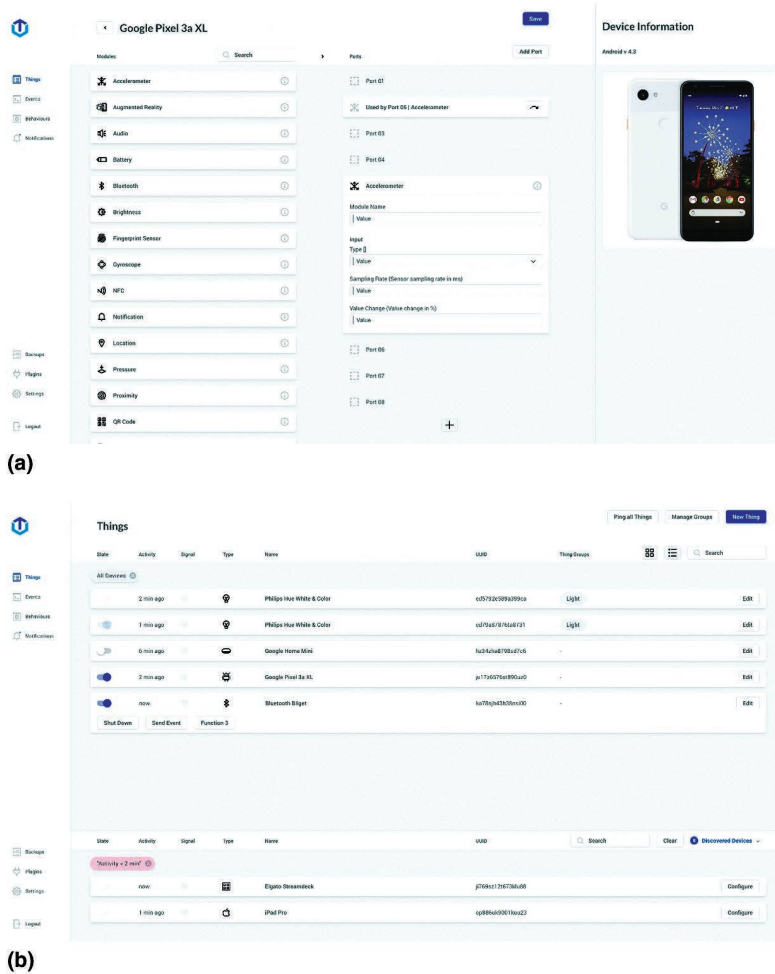 Google Pixel 3a XL
Save
Device Information
Modules
Search
Ports
Add Port
Android v 4.3
Things
Events
Behaviours
Notifications
Accelerometer
Augmented Reality
Audio
Battery
Bluetooth
Brightness
Fingerprint Sensor
Gyroscope
NFC
Notification
Location
Pressure
Proximity
QR Code
Port 01
Used by Port 05 | Accelerometer
Port 03
Port 04
Accelerometer
Module Name
Value
Input
Type []
Value
Sampling Rate (Sensor sampling rate in ms)
Value
Value Change (Value change in %)
Value
Port 06
Port 07
Port 08
Backups
Plugins
Settings
Logout
(a)
Things
Ping all Things
Manage Groups
New Thing
State Activity Signal Type Name UUID Thing Groups Search
All Devices
Things
Events
Behaviours
Notifications
2 min ago Philips Hue White & Color Light Edit
1 min ago Philips Hue White & Color Light Edit
6 min ago Google Home Mini - Edit
2 min ago Google Pixel 3a XL - Edit
now Bluetooth Bliget - Edit
Shut Down Send Event Function 3
State Activity Signal Type Name UUID Search Clear Discovered Devices
"Activity < 2 min"
now Elgato Streamdeck Configure
1 min ago iPad Pro Configure
Backups
Plugins
Settings
Logout
(b)